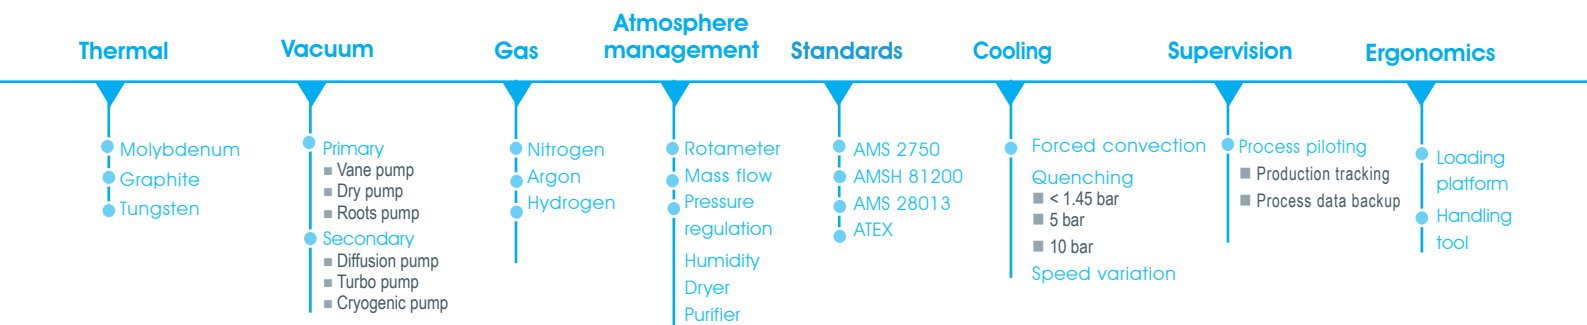 Thermal
Molybdenum
Graphite
Tungsten
Vacuum
Primary
Vane pump
Dry pump
Roots pump
Secondary
Diffusion pump
Turbo pump
Cryogenic pump
Gas
Nitrogen
Argon
Hydrogen
Atmosphere
management
Rotameter
Mass flow
Pressure
regulation
Humidity
Dryer
Purifier
Standards
AMS 2750
AMSH 81200
AMS 28013
ATEX
Cooling
Forced convection
Quenching
< 1.45 bar
5 bar
10 bar
Speed variation
Supervision
Process piloting
Production tracking
Process data backup
Ergonomics
Loading
platform
Handling
tool